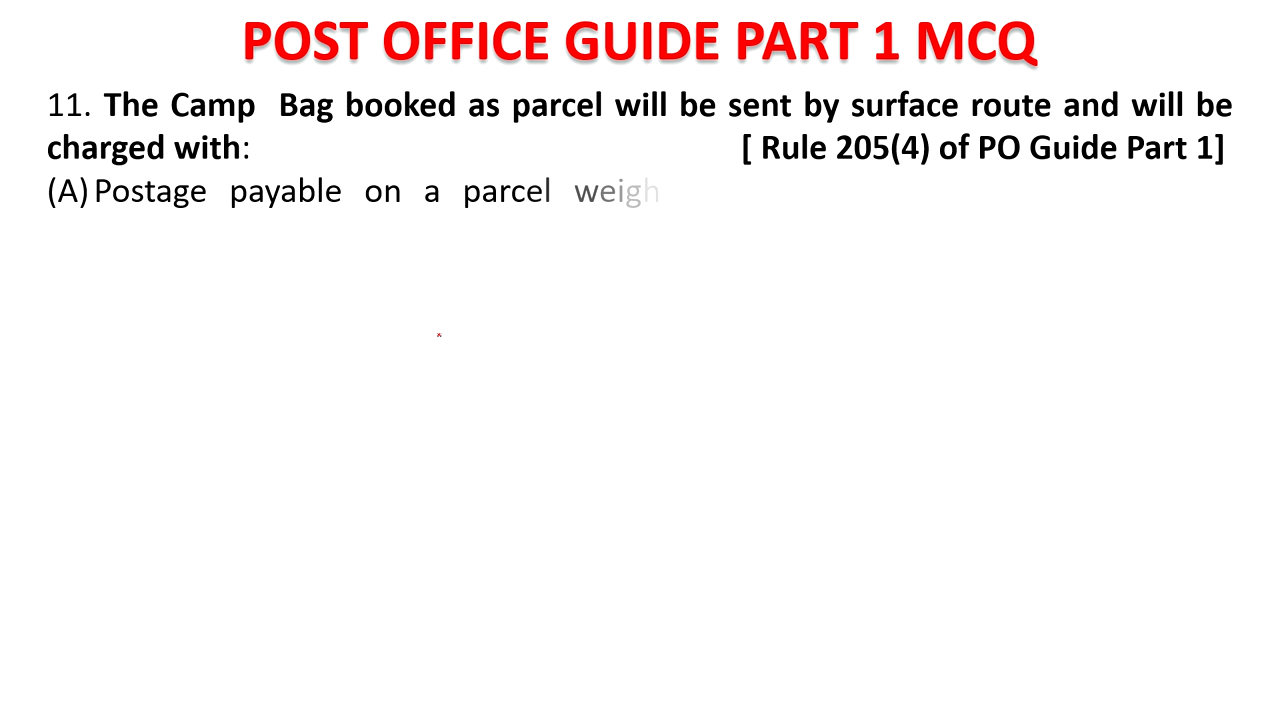 POST OFFICE GUIDE PART 1 MCQ
11. The Camp Bag booked as parcel will be sent by surface route and will be
charged with: [ Rule 205(4) of PO Guide Part 1]
(A) Postage payable on a parcel weigh